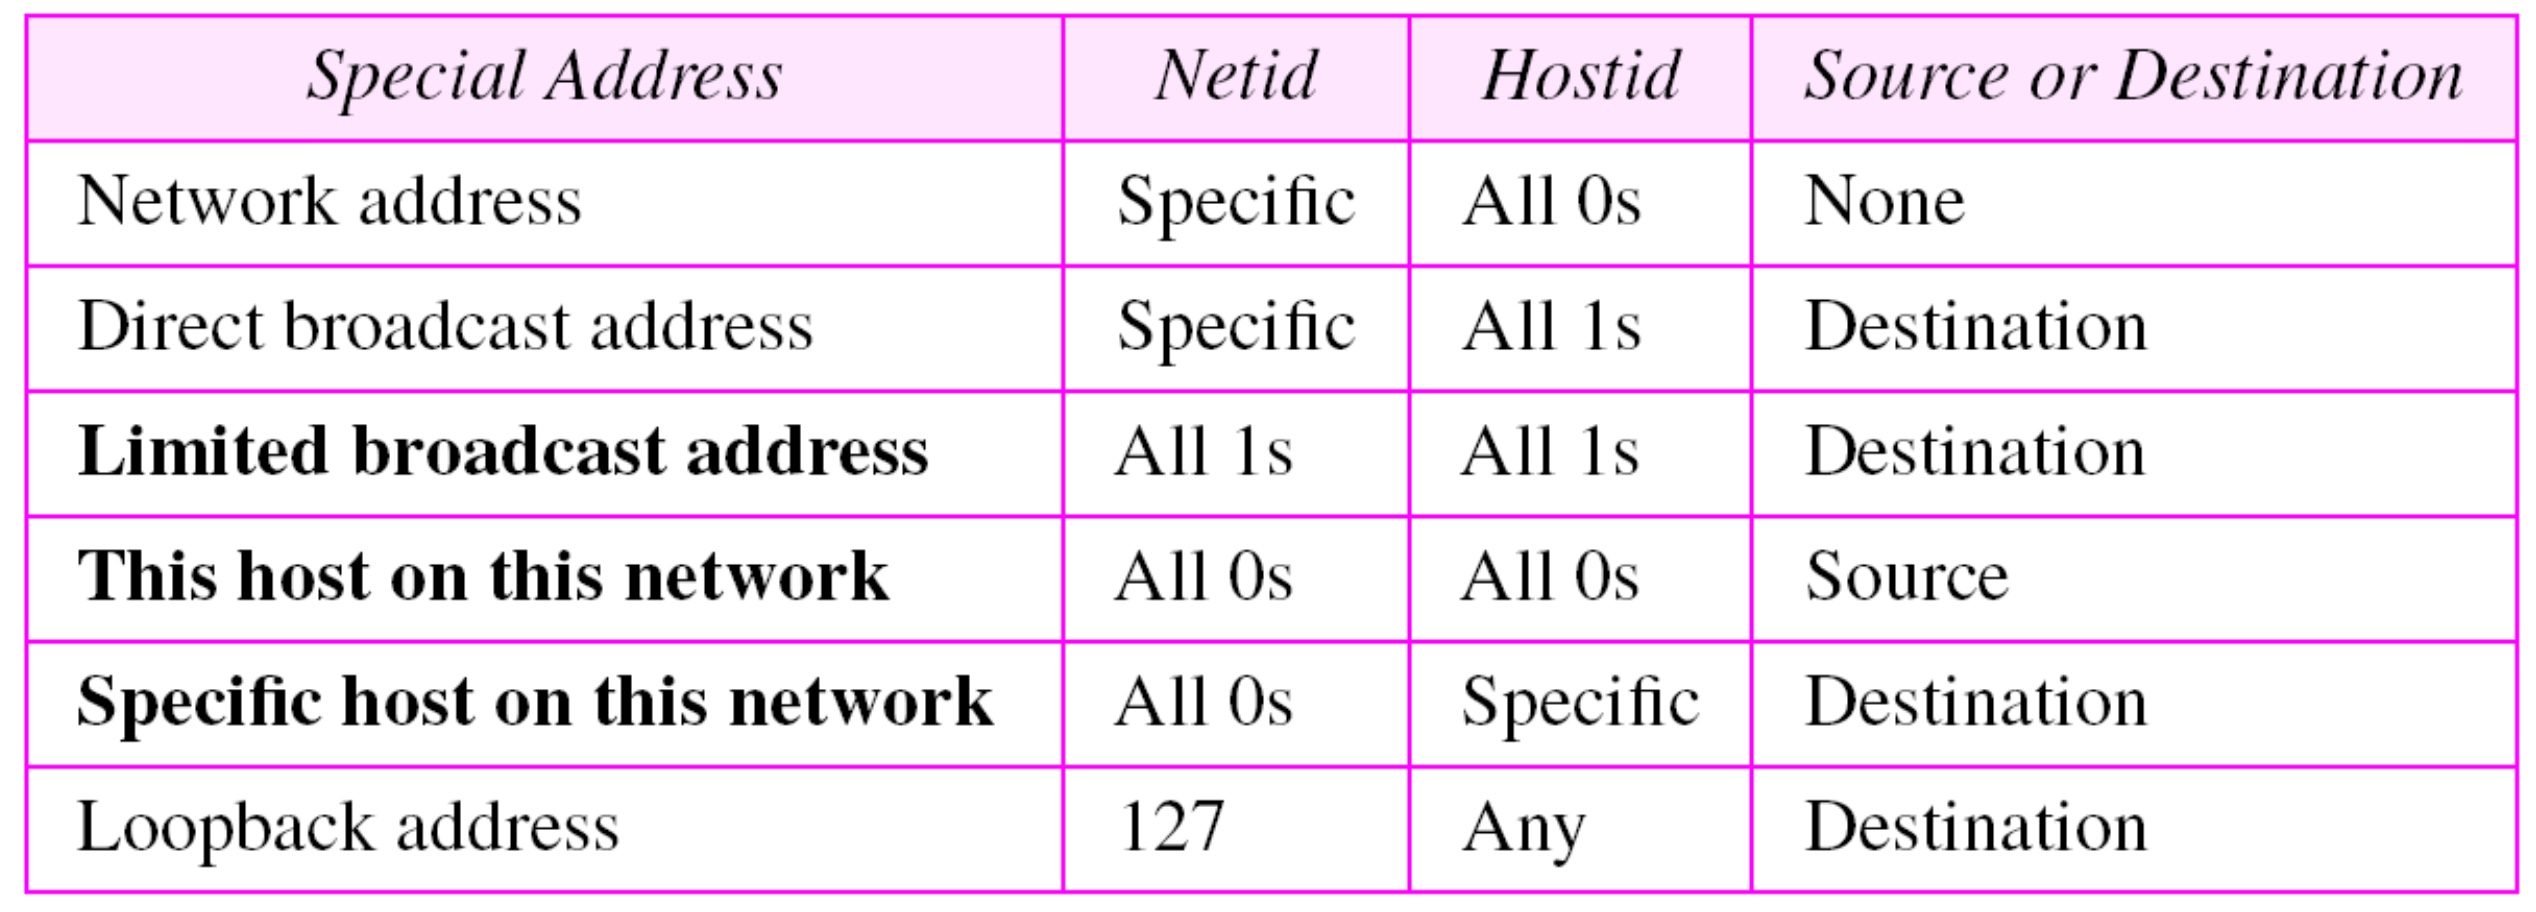 Special Address Netid Hostid Source or Destination
Network address Specific All 0s None
Direct broadcast address Specific All 1s Destination
Limited broadcast address All 1s All 1s Destination
This host on this network All 0s All 0s Source
Specific host on this network All 0s Specific Destination
Loopback address 127 Any Destination